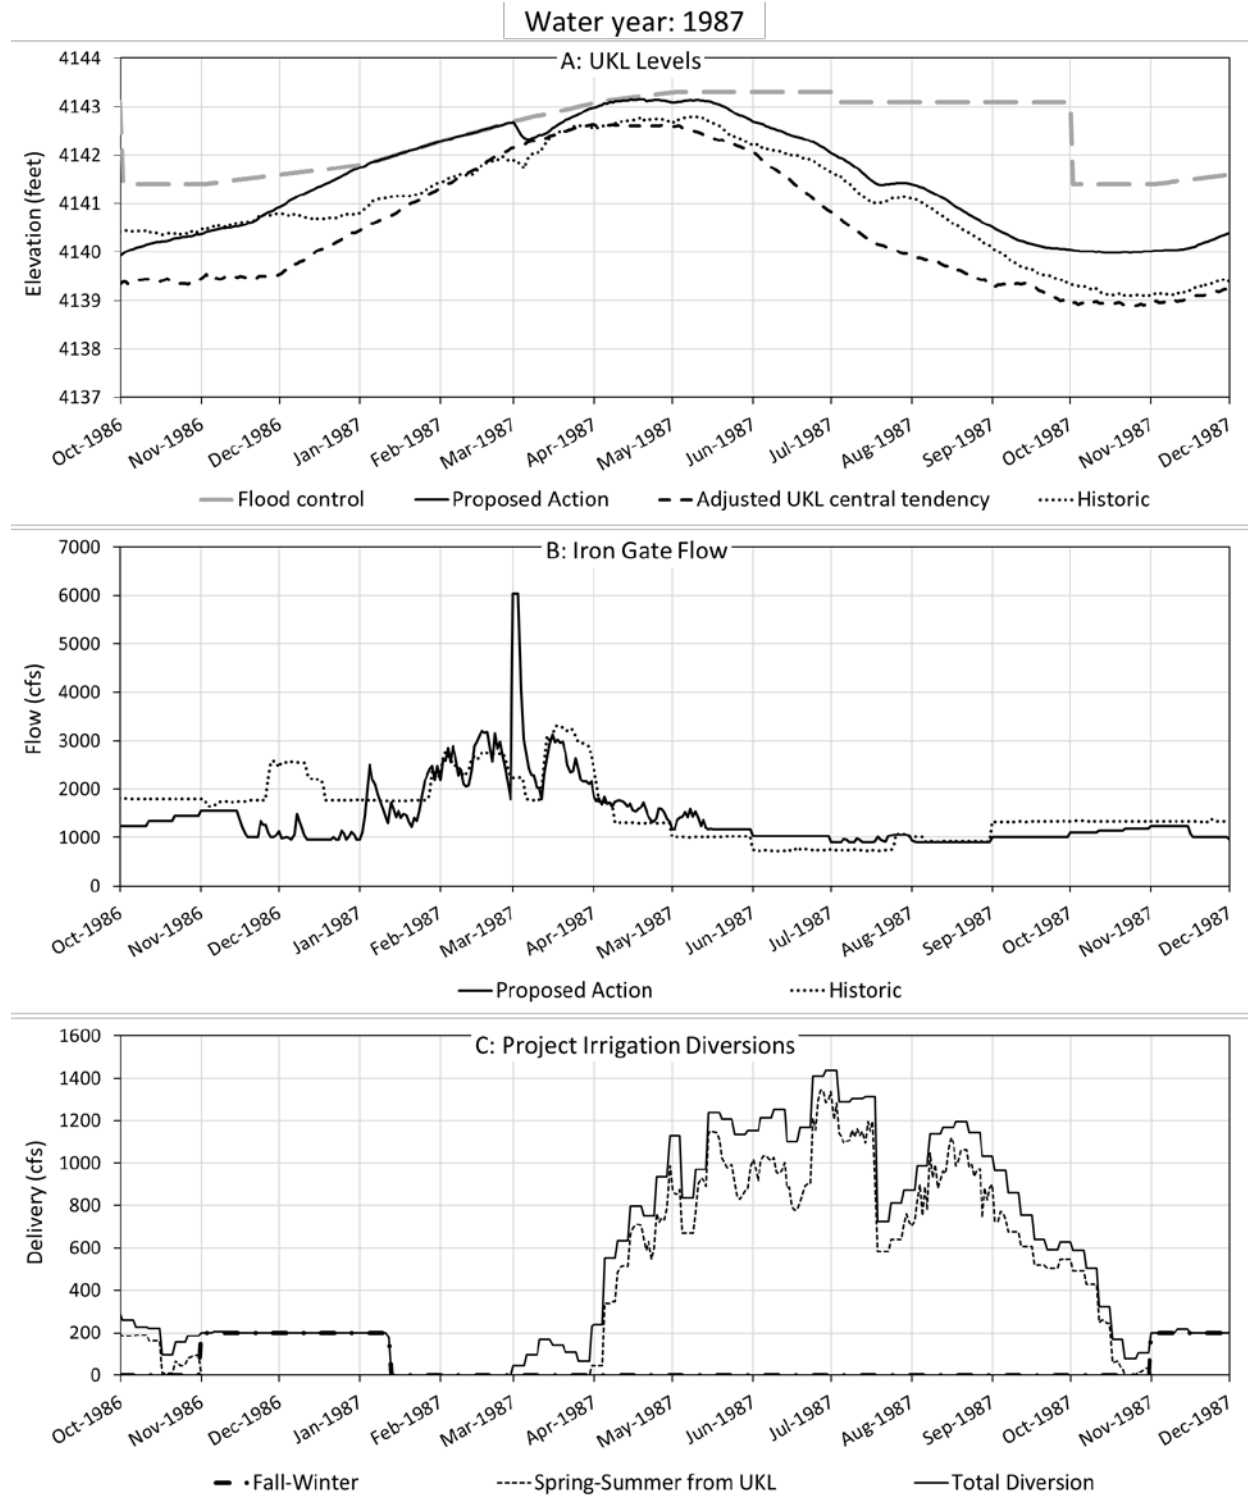 Water year: 1987
A: UKL Levels
Elevation (feet)
4144
4143
4142
4141
4140
4139
4138
4137
Oct-1986 Nov-1986 Dec-1986 Jan-1987 Feb-1987 Mar-1987 Apr-1987 May-1987 Jun-1987 Jul-1987 Aug-1987 Sep-1987 Oct-1987 Nov-1987 Dec-1987
Flood control Proposed Action Adjusted UKL central tendency Historic
B: Iron Gate Flow
Flow (cfs)
7000
6000
5000
4000
3000
2000
1000
0
Oct-1986 Nov-1986 Dec-1986 Jan-1987 Feb-1987 Mar-1987 Apr-1987 May-1987 Jun-1987 Jul-1987 Aug-1987 Sep-1987 Oct-1987 Nov-1987 Dec-1987
Proposed Action Historic
C: Project Irrigation Diversions
Delivery (cfs)
1600
1400
1200
1000
800
600
400
200
0
Oct-1986 Nov-1986 Dec-1986 Jan-1987 Feb-1987 Mar-1987 Apr-1987 May-1987 Jun-1987 Jul-1987 Aug-1987 Sep-1987 Oct-1987 Nov-1987 Dec-1987
Fall-Winter Spring-Summer from UKL Total Diversion